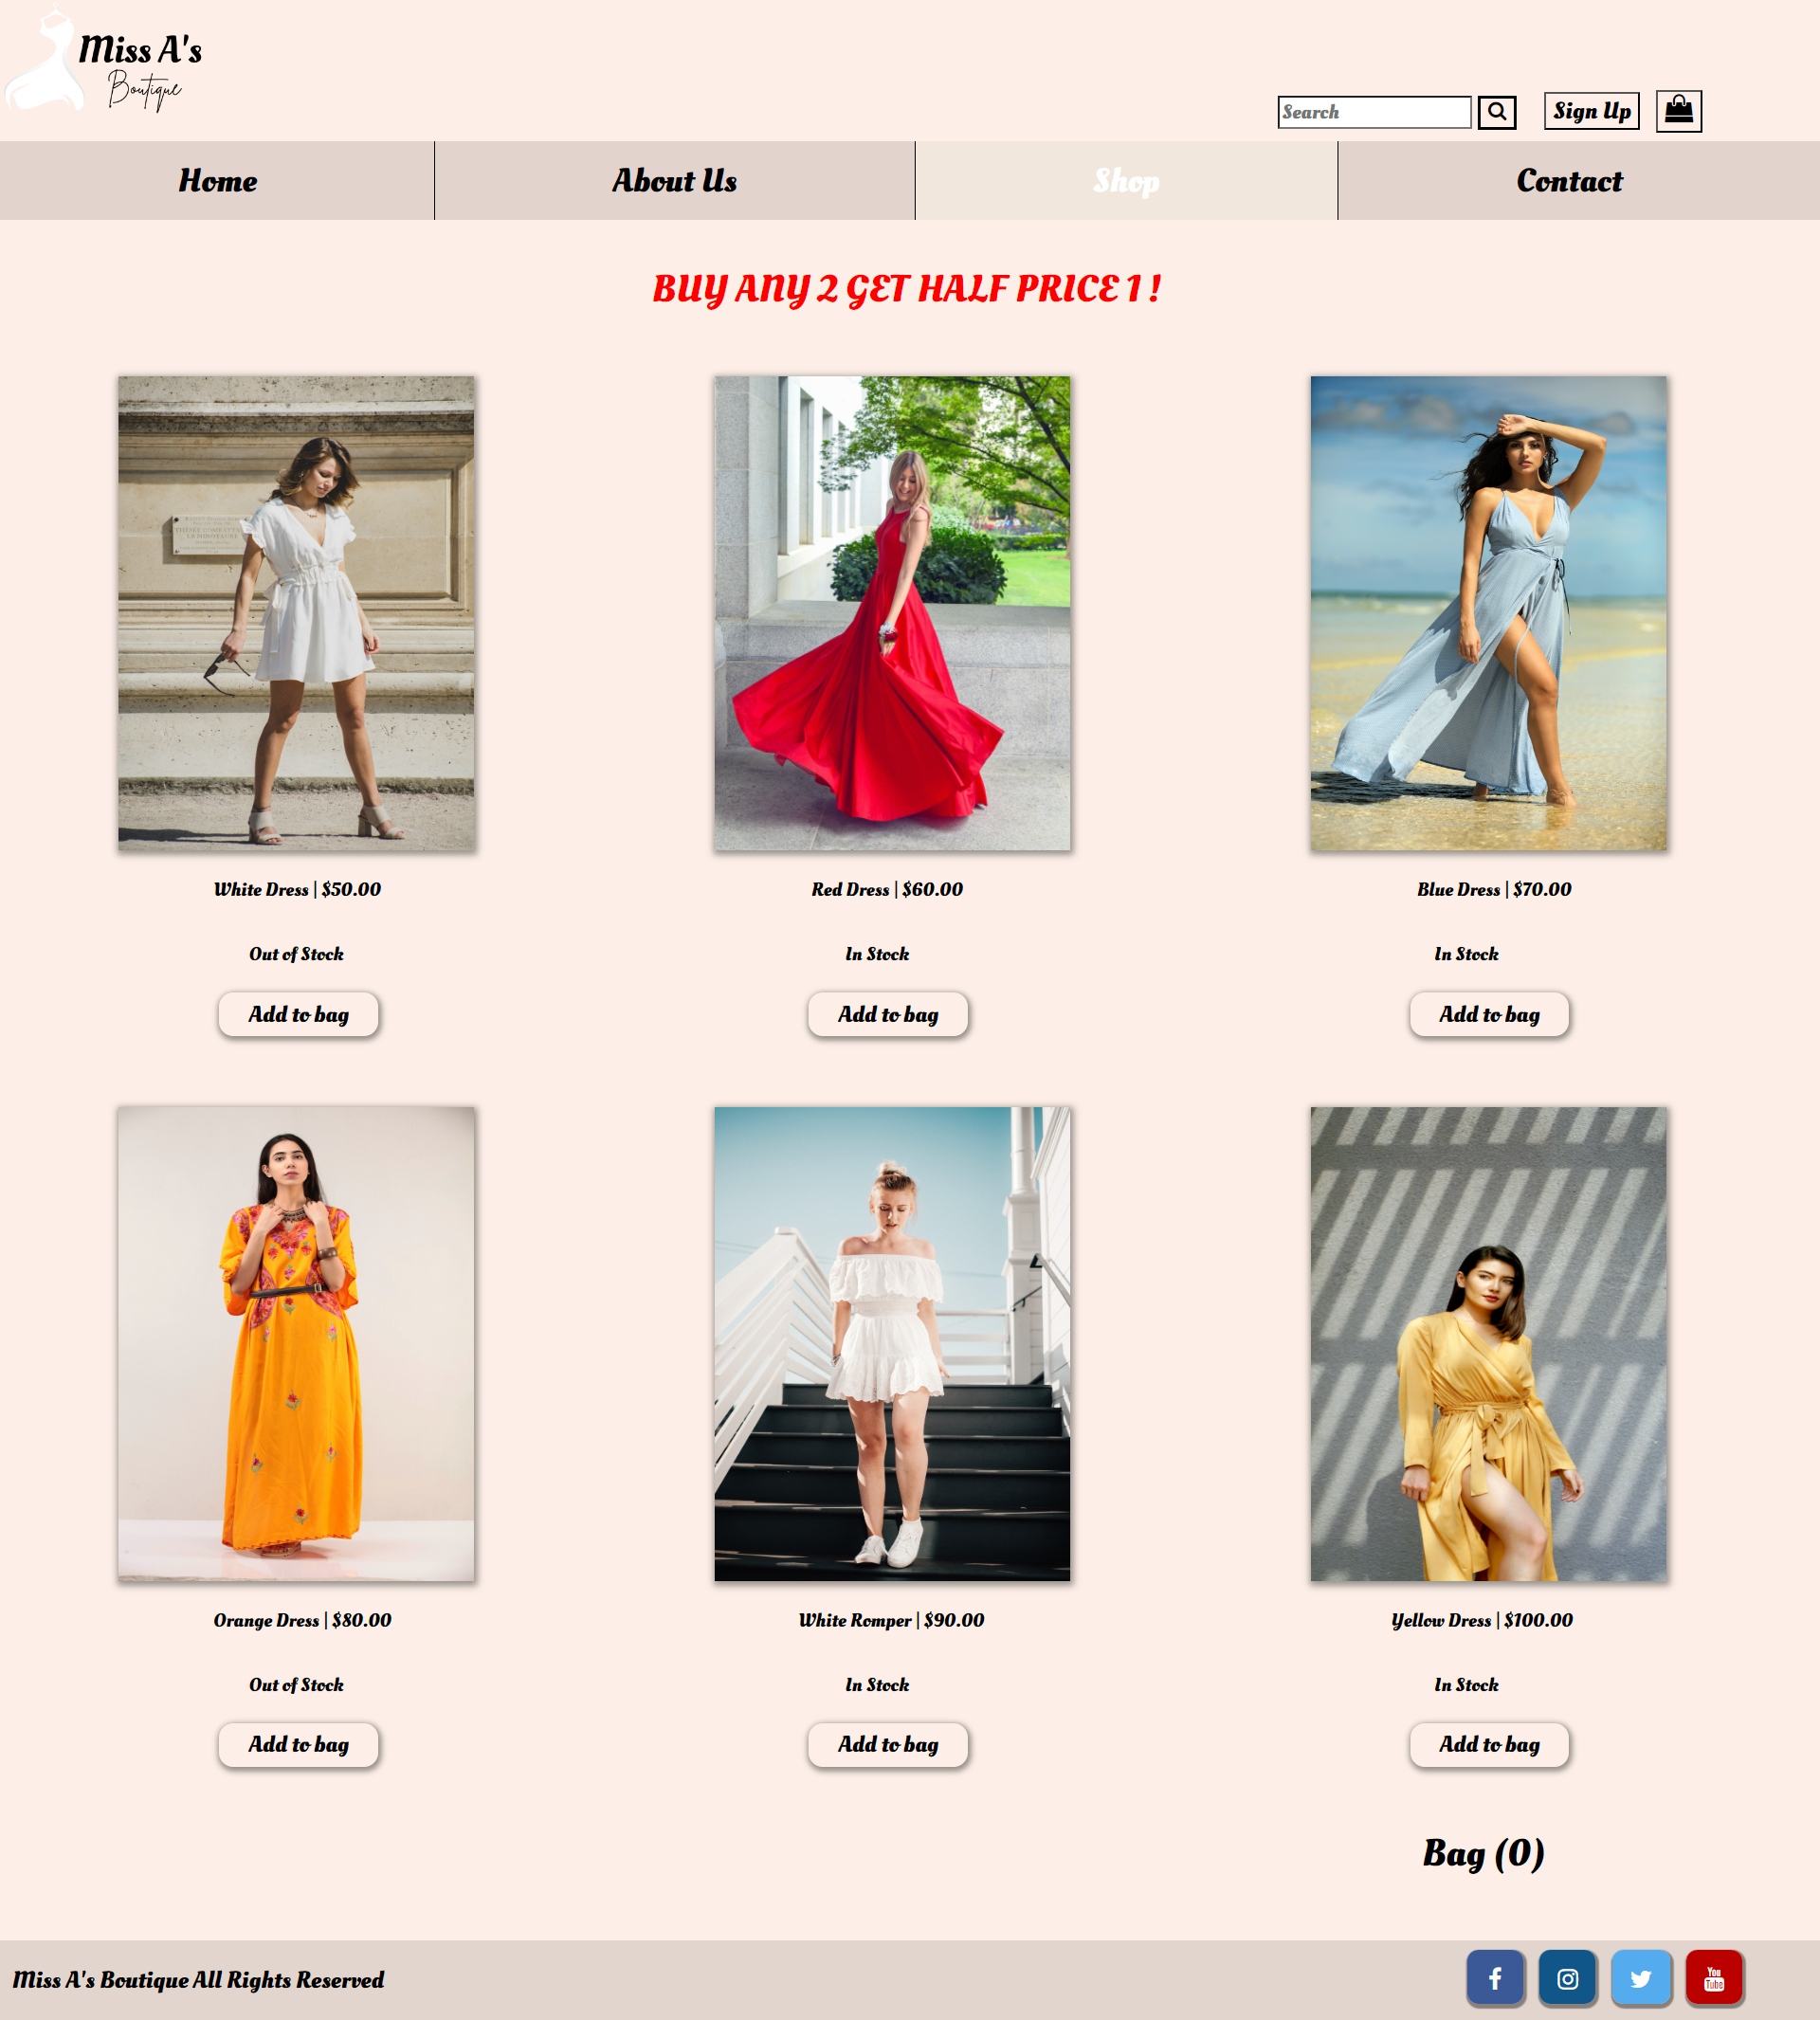 Miss A's
Boutique
Search
Sign Up
Home
About Us
Shop
Contact
BUY ANY 2 GET HALF PRICE 1 !
White Dress | $50.00
Red Dress | $60.00
Blue Dress | $70.00
Out of Stock
In Stock
In Stock
Add to bag
Add to bag
Add to bag
Orange Dress | $80.00
White Romper | $90.00
Yellow Dress | $100.00
Out of Stock
In Stock
In Stock
Add to bag
Add to bag
Add to bag
Bag (0)
Miss A's Boutique All Rights Reserved
You
Tube